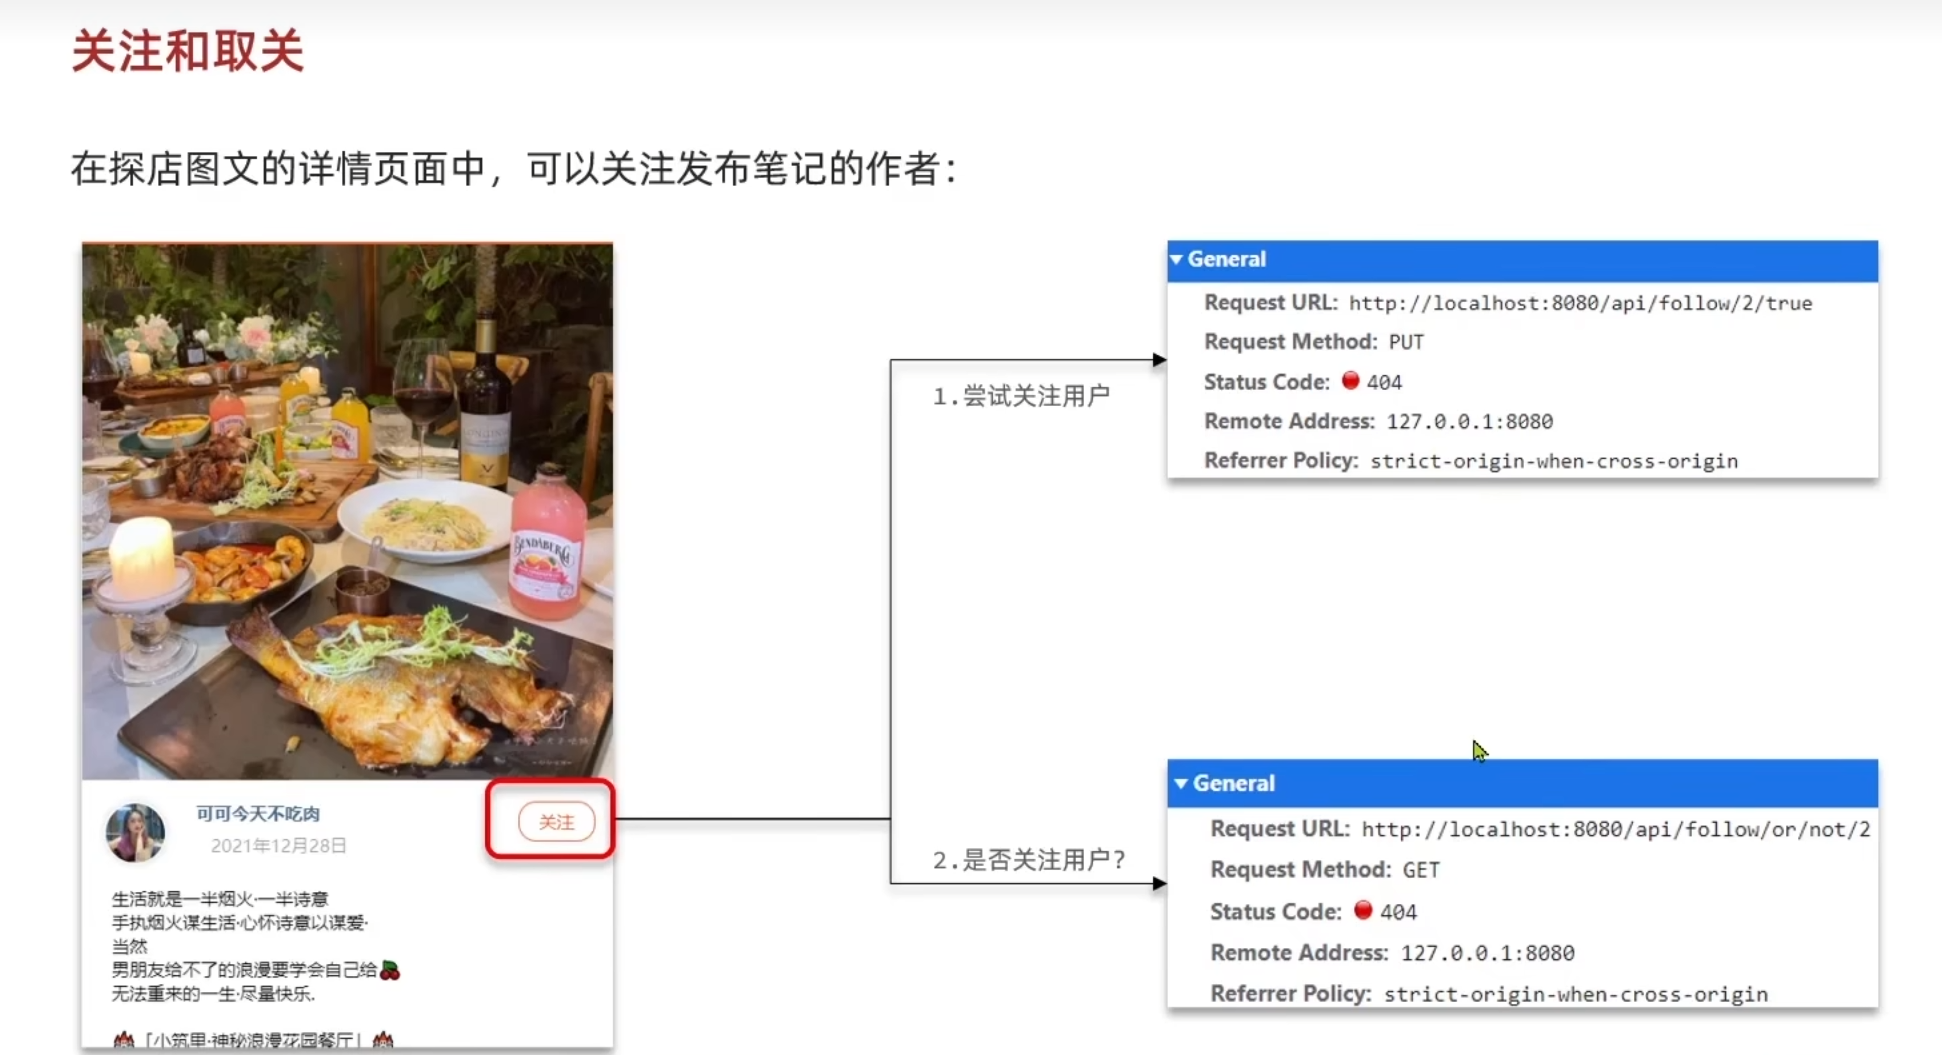 关注和取关
在探店图文的详情页面中，可以关注发布笔记的作者：
BUNDABERG
关注
可可今天不吃肉
2021年12月28日
生活就是一半烟火·一半诗意
手执烟火谋生活·心怀诗意以谋爱·
当然
男朋友给不了的浪漫要学会自己给🍒
无法重来的一生·尽量快乐.
「小筑里·神秘浪漫花园餐厅」
1.尝试关注用户
General
Request URL: http://localhost:8080/api/follow/2/true
Request Method: PUT
Status Code: 404
Remote Address: 127.0.0.1:8080
Referrer Policy: strict-origin-when-cross-origin
2.是否关注用户?
General
Request URL: http://localhost:8080/api/follow/or/not/2
Request Method: GET
Status Code: 404
Remote Address: 127.0.0.1:8080
Referrer Policy: strict-origin-when-cross-origin